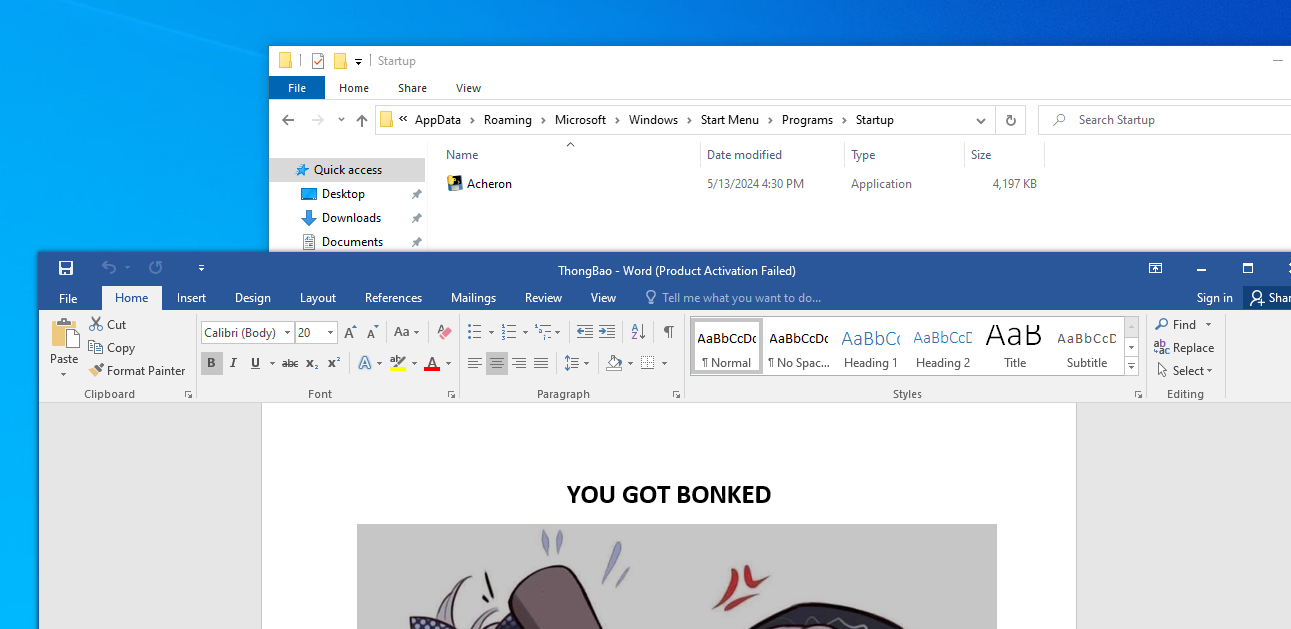 Startup
File Home Share View
« AppData > Roaming > Microsoft > Windows > Start Menu > Programs > Startup
Search Startup
Name Date modified Type Size
Quick access
Acheron 5/13/2024 4:30 PM Application 4,197 KB
Desktop
Downloads
Documents
ThongBao - Word (Product Activation Failed)
File Home Insert Design Layout References Mailings Review View Tell me what you want to do... Sign in Shar
Paste
Cut
Copy
Format Painter
Clipboard
Calibri (Body) 20 A A Aa A
B I U abc x₂ x² A aby A
Font
A Z ¶
Paragraph
AaBbCcDc AaBbCcDc AaBbCc AaBbCcD AaB AaBbCcD
¶ Normal ¶ No Spac... Heading 1 Heading 2 Title Subtitle
Styles
Find
abc Replace
Select
Editing
YOU GOT BONKED